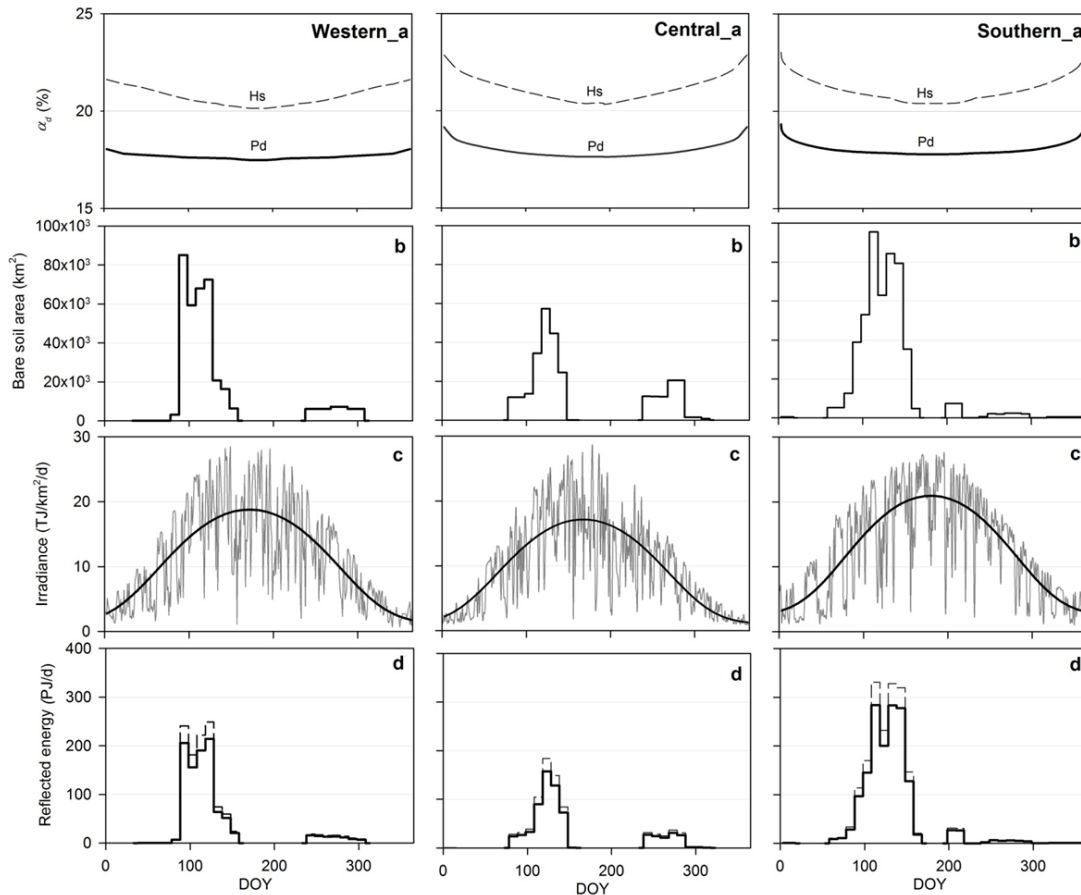 Western_a
Central_a
Southern_a
25
20
15
α_d (%)
Hs
Pd
Hs
Pd
Hs
Pd
100x10³
80x10³
60x10³
40x10³
20x10³
0
Bare soil area (km²)
b
b
b
30
20
10
0
Irradiance (TJ/km²/d)
c
c
c
400
300
200
100
0
Reflected energy (PJ/d)
d
d
d
0 100 200 300
0 100 200 300
0 100 200 300
DOY
DOY
DOY